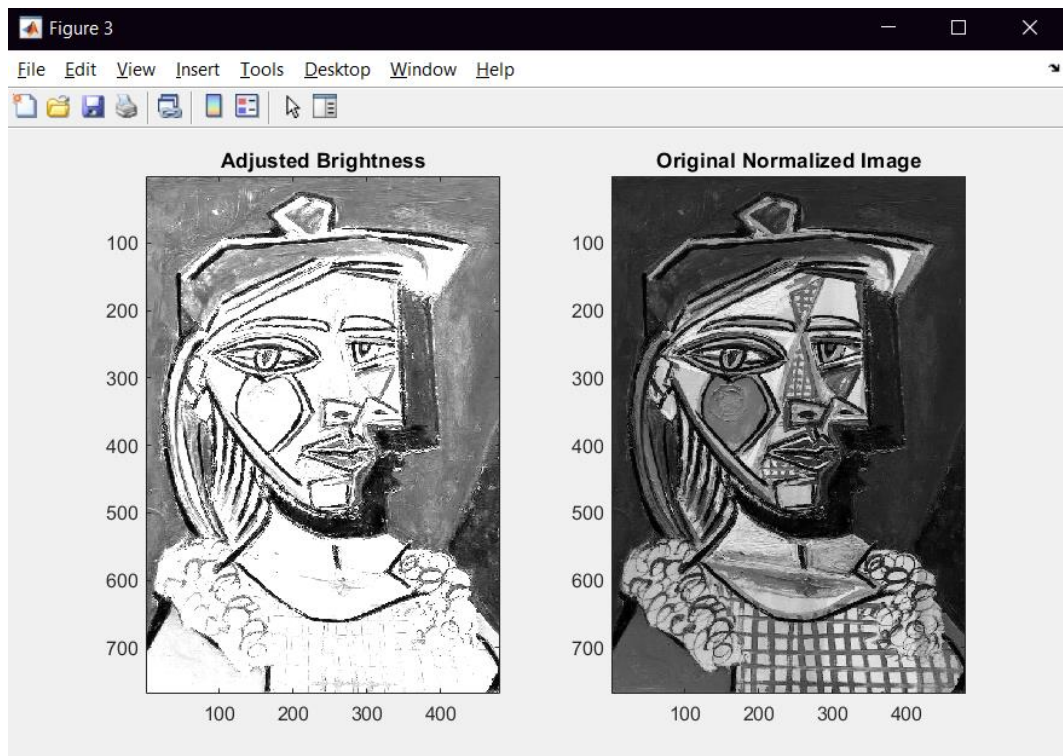 Figure 3
File Edit View Insert Tools Desktop Window Help
Adjusted Brightness
Original Normalized Image
100
200
300
400
500
600
700
100 200 300 400
100
200
300
400
500
600
700
100 200 300 400